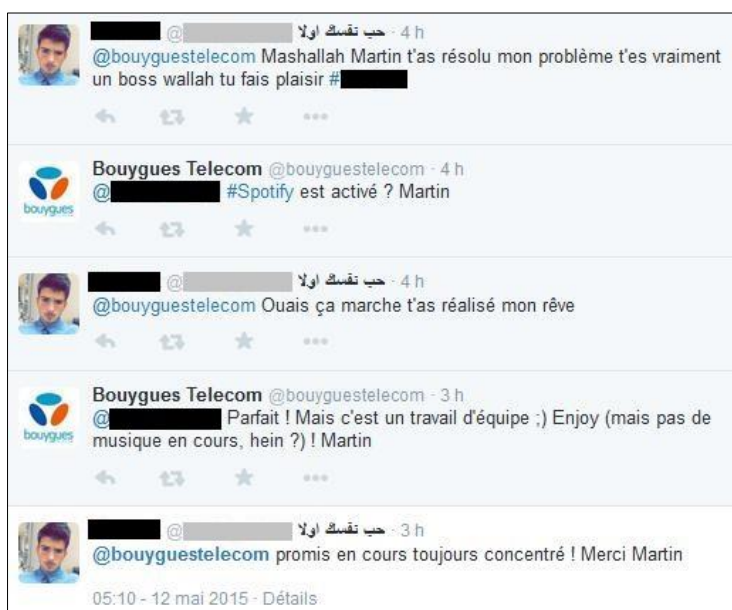 @ حب نفسك اولا · 4 h
@bouyguestelecom Mashallah Martin t'as résolu mon problème t'es vraiment
un boss wallah tu fais plaisir #
Bouygues Telecom @bouyguestelecom · 4 h
@ #Spotify est activé ? Martin
bouygues
@ حب نفسك اولا · 4 h
@bouyguestelecom Ouais ça marche t'as réalisé mon rêve
Bouygues Telecom @bouyguestelecom · 3 h
@ Parfait ! Mais c'est un travail d'équipe ;) Enjoy (mais pas de
musique en cours, hein ?) ! Martin
bouygues
@ حب نفسك اولا · 3 h
@bouyguestelecom promis en cours toujours concentré ! Merci Martin
05:10 - 12 mai 2015 · Détails